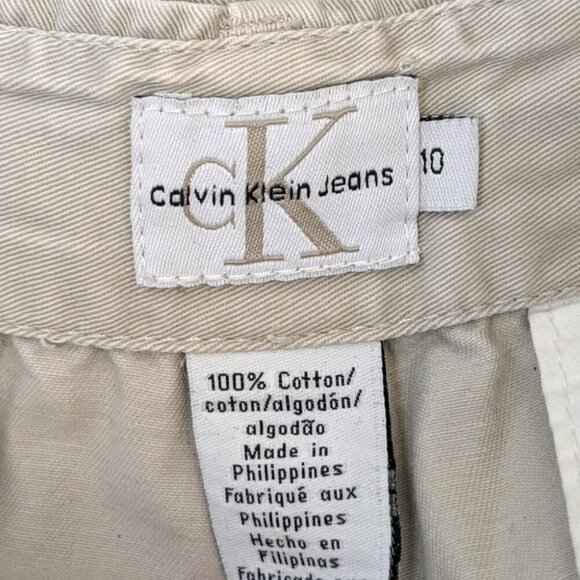 CK
Calvin Klein Jeans
10
100% Cotton/
coton/algodón/
algodão
Made in
Philippines
Fabriqué aux
Philippines
Hecho en
Filipinas
Fabricado